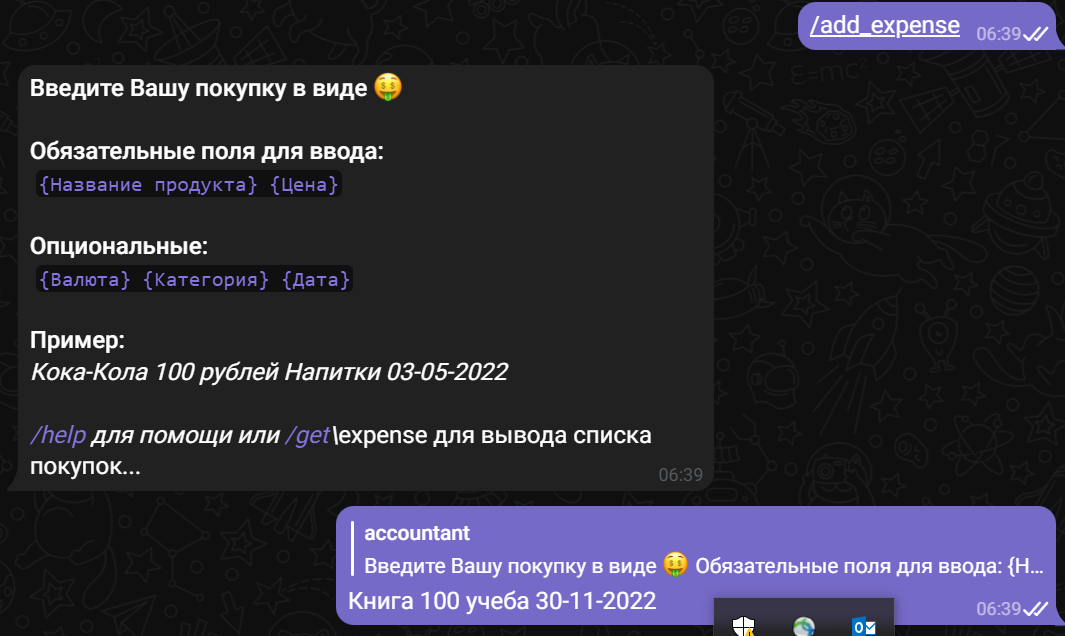 /add_expense 06:39
Введите Вашу покупку в виде 🤑
Обязательные поля для ввода:
{Название продукта} {Цена}
Опциональные:
{Валюта} {Категория} {Дата}
Пример:
Кока-Кола 100 рублей Напитки 03-05-2022
/help для помощи или /get\expense для вывода списка
покупок...
06:39
accountant
Введите Вашу покупку в виде 🤑 Обязательные поля для ввода: {Н...
Книга 100 учеба 30-11-2022
06:39